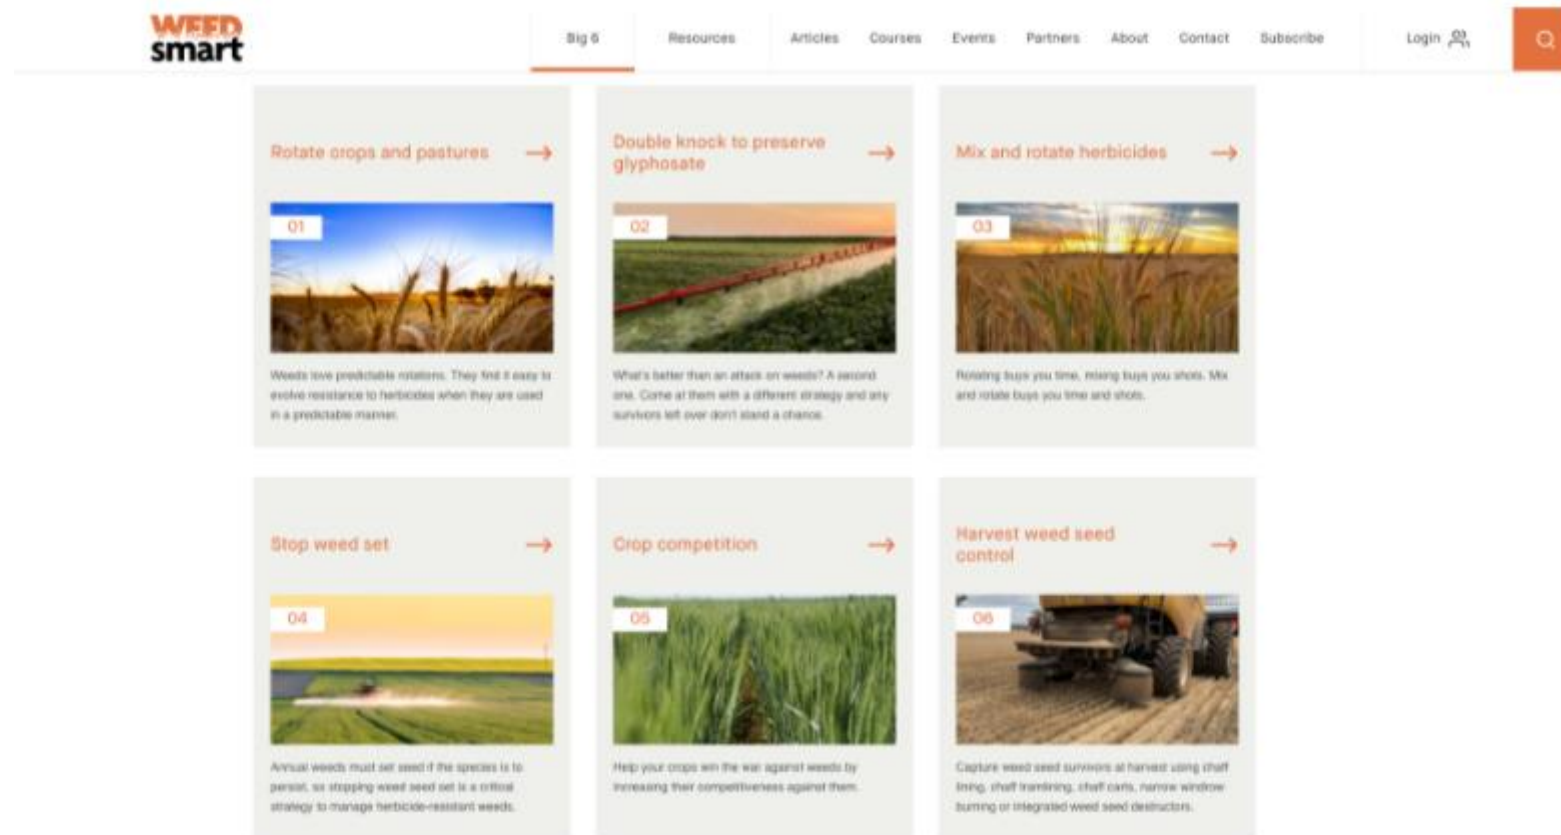 WEED
smart
Big 6
Resources
Articles
Courses
Events
Partners
About
Contact
Subscribe
Login
Rotate crops and pastures
01
Weeds love predictable rotations. They find it easy to
evolve resistance to herbicides when they are used
in a predictable manner.
Double knock to preserve
glyphosate
02
What's better than an attack on weeds? A second
one. Come at them with a different strategy and any
survivors left over don't stand a chance.
Mix and rotate herbicides
03
Rotating buys you time, mixing buys you shots. Mix
and rotate buys you time and shots.
Stop weed set
04
Annual weeds must set seed if the species is to
persist, so stopping weed seed set is a critical
strategy to manage herbicide-resistant weeds.
Crop competition
05
Help your crops win the war against weeds by
increasing their competitiveness against them.
Harvest weed seed
control
06
Capture weed seed survivors at harvest using chaff
lining, chaff tramlining, chaff carts, narrow windrow
burning or integrated weed seed destructors.